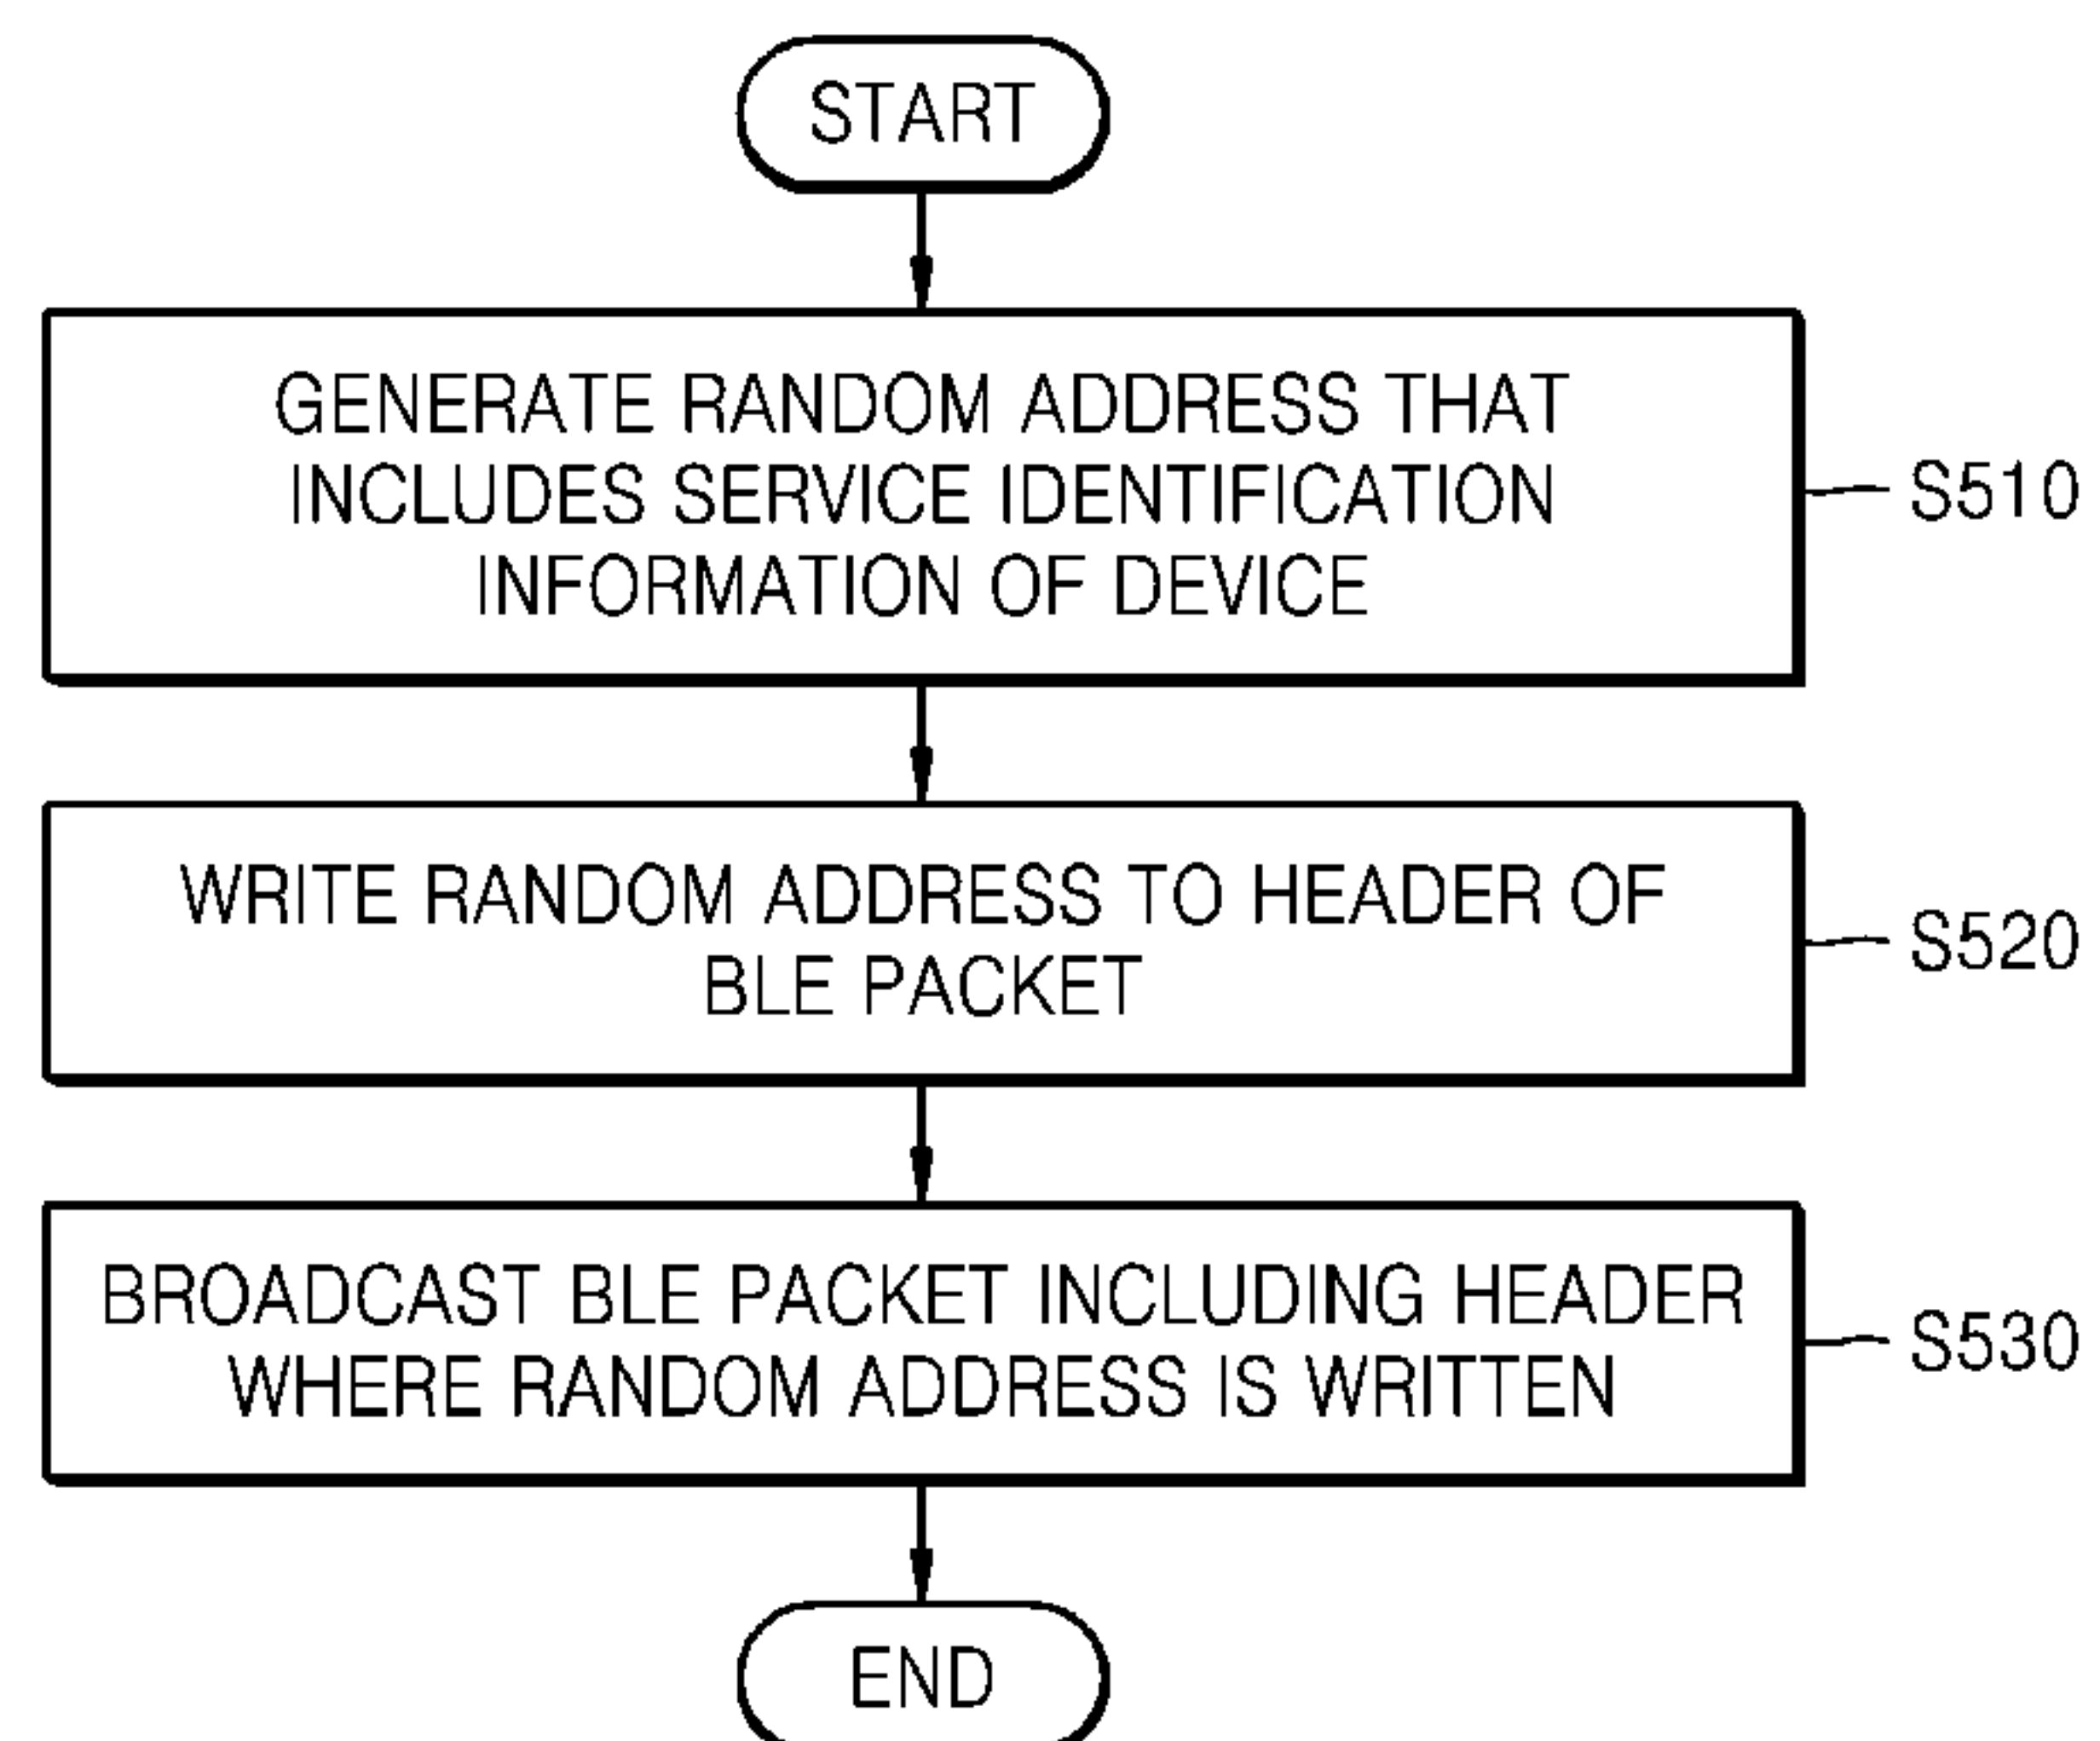 START
GENERATE RANDOM ADDRESS THAT
INCLUDES SERVICE IDENTIFICATION
INFORMATION OF DEVICE
S510
WRITE RANDOM ADDRESS TO HEADER OF
BLE PACKET
S520
BROADCAST BLE PACKET INCLUDING HEADER
WHERE RANDOM ADDRESS IS WRITTEN
S530
END